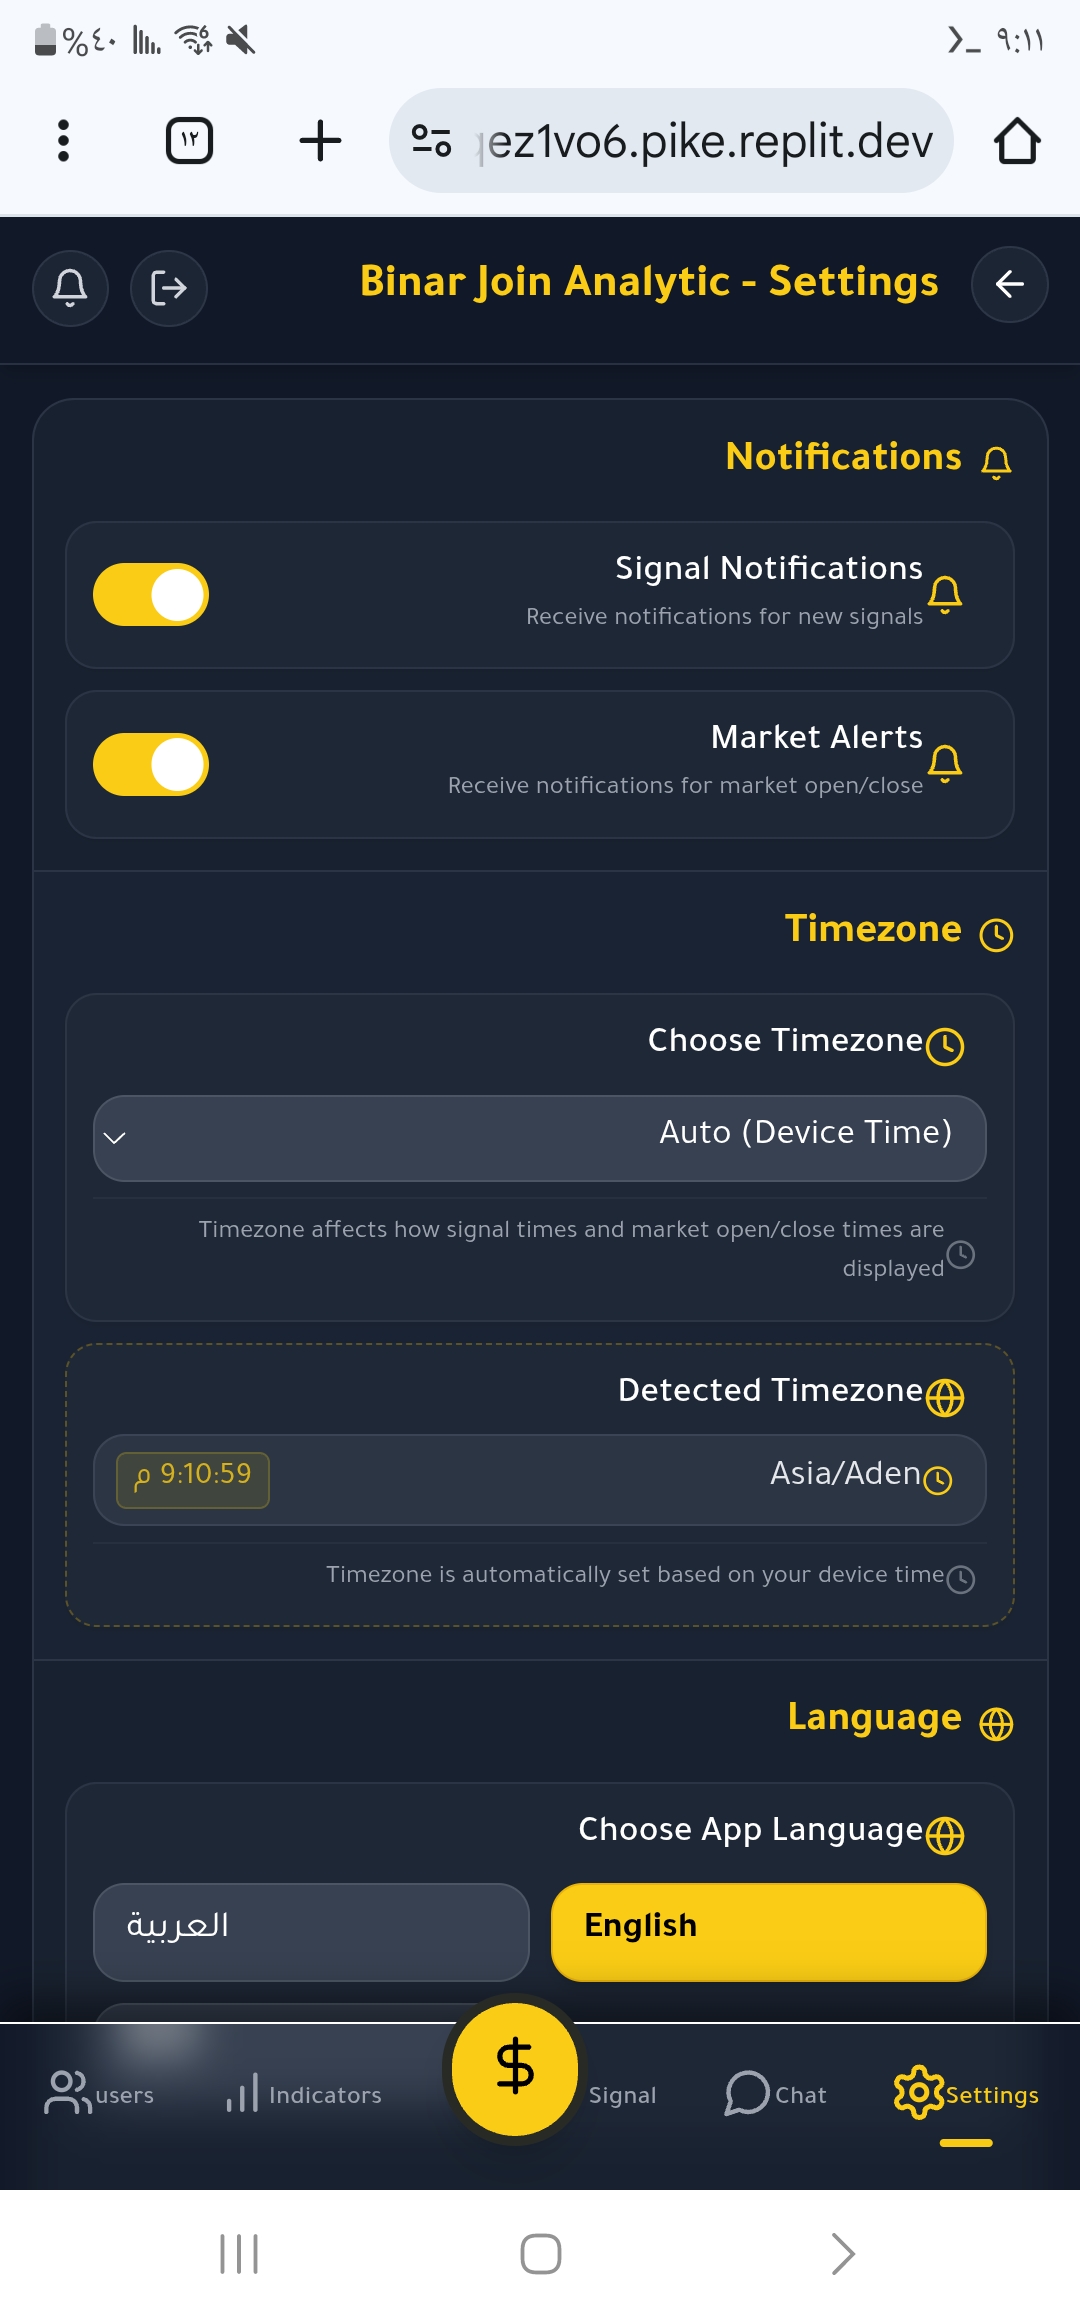 %٤٠
٩:١١
١٢
ez1vo6.pike.replit.dev
Binar Join Analytic - Settings
Notifications
Signal Notifications
Receive notifications for new signals
Market Alerts
Receive notifications for market open/close
Timezone
Choose Timezone
Auto (Device Time)
Timezone affects how signal times and market open/close times are
displayed
Detected Timezone
Asia/Aden
9:10:59 م
Timezone is automatically set based on your device time
Language
Choose App Language
English
العربية
users
Indicators
Signal
Chat
Settings